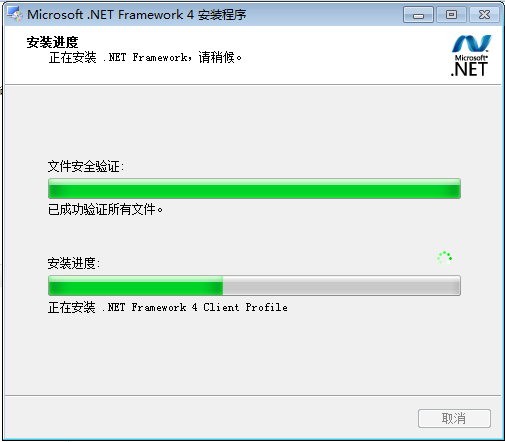 Microsoft .NET Framework 4 安装程序
安装进度
正在安装 .NET Framework，请稍候。
Microsoft®
.NET
文件安全验证:
已成功验证所有文件。
安装进度:
正在安装 .NET Framework 4 Client Profile
取消